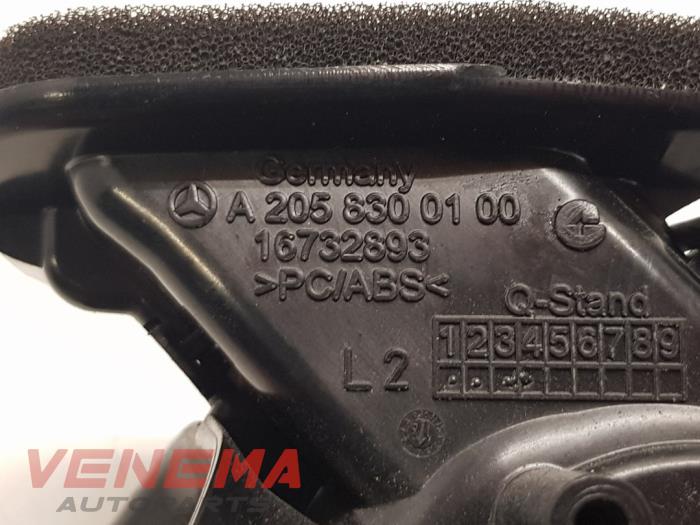 Germany
A 205 830 01 00
16732893
>PC/ABS<
Q-Stand
1 2 3 4 5 6 7 8 9
L 2
VENEMA
AUTOPARTS